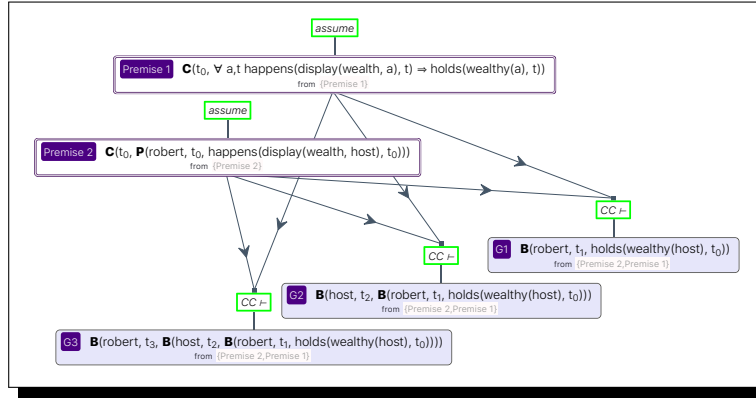 assume
Premise 1 C(t₀, ∀ a,t happens(display(wealth, a), t) ⇒ holds(wealthy(a), t))
from {Premise 1}
assume
Premise 2 C(t₀, P(robert, t₀, happens(display(wealth, host), t₀)))
from {Premise 2}
CC ⊢
G1 B(robert, t₁, holds(wealthy(host), t₀))
from {Premise 2,Premise 1}
CC ⊢
G2 B(host, t₂, B(robert, t₁, holds(wealthy(host), t₀)))
from {Premise 2,Premise 1}
CC ⊢
G3 B(robert, t₃, B(host, t₂, B(robert, t₁, holds(wealthy(host), t₀))))
from {Premise 2,Premise 1}